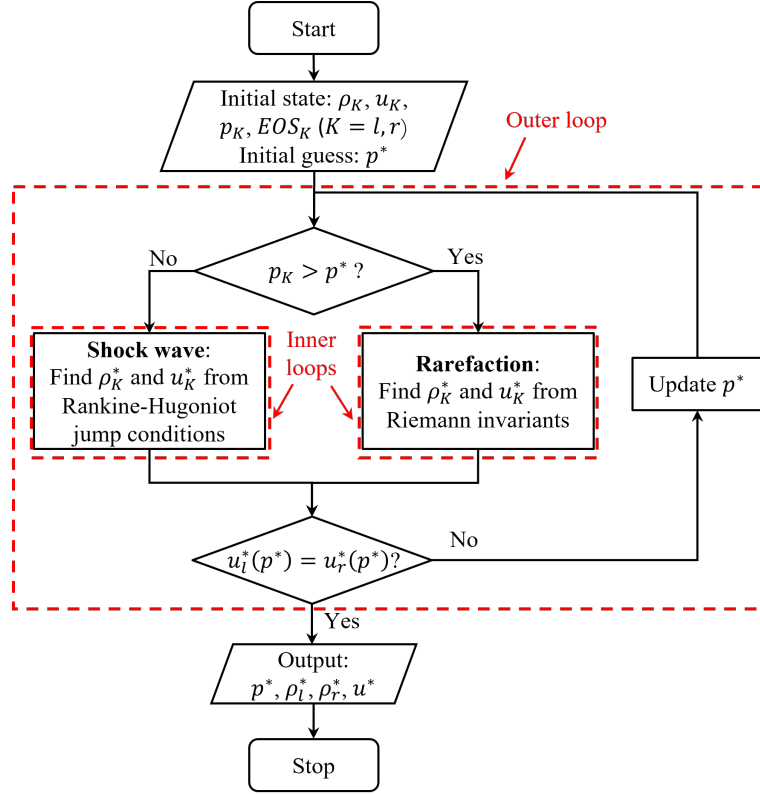 Start
Initial state: ρ_K, u_K,
p_K, EOS_K (K = l, r)
Initial guess: p*
Outer loop
No
p_K > p* ?
Yes
Shock wave:
Find ρ*_K and u*_K from
Rankine-Hugoniot
jump conditions
Inner
loops
Rarefaction:
Find ρ*_K and u*_K from
Riemann invariants
Update p*
u*_l(p*) = u*_r(p*)?
No
Yes
Output:
p*, ρ*_l, ρ*_r, u*
Stop